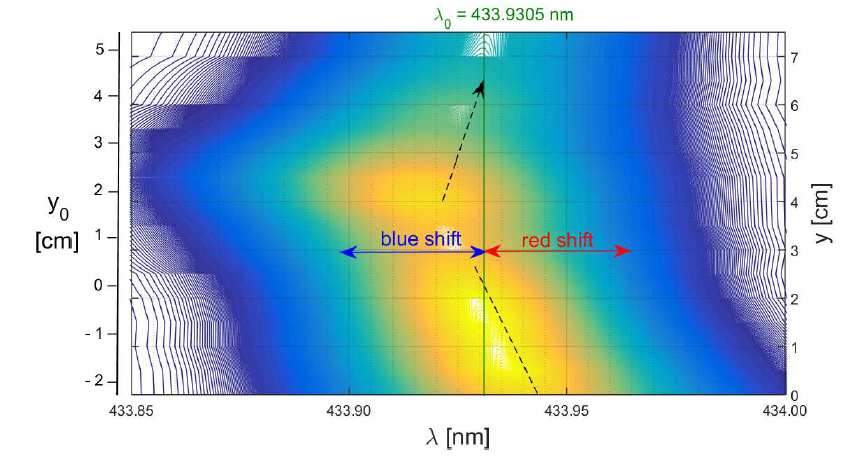 λ0 = 433.9305 nm
5
4
3
2
1
0
- 1
- 2
y0
[cm]
7
6
5
4
3
2
1
0
y [cm]
blue shift
red shift
433.85
433.90
433.95
434.00
λ [nm]